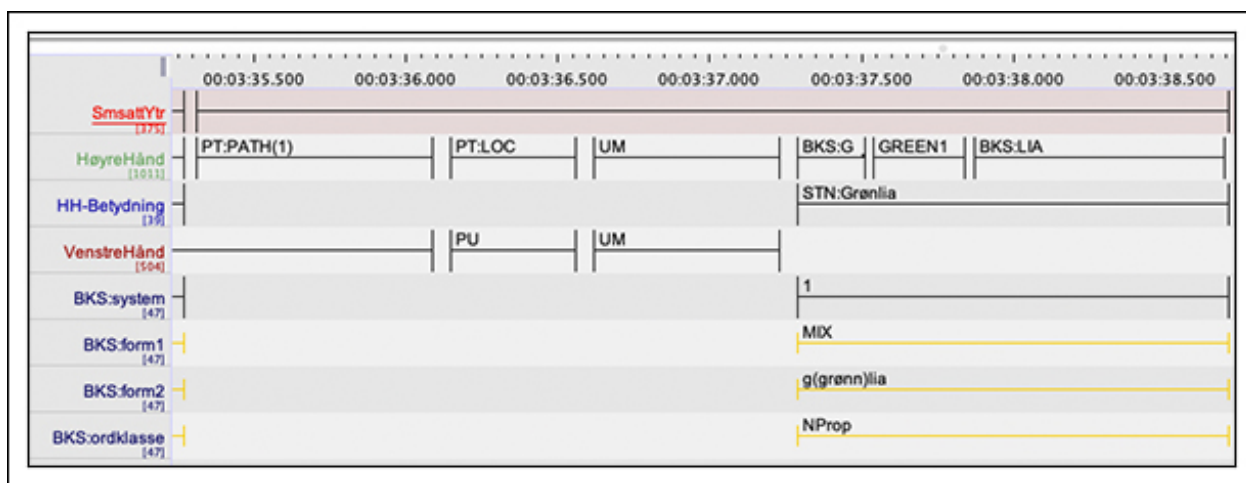 00:03:35.500 00:03:36.000 00:03:36.500 00:03:37.000 00:03:37.500 00:03:38.000 00:03:38.500
SmsattYtr
[375]
PT:PATH(1) PT:LOC UM BKS:G GREEN1 BKS:LIA
HøyreHånd
[1011]
STN:Grønlia
HH-Betydning
[39]
PU UM
VenstreHånd
[504]
1
BKS:system
[47]
MIX
BKS:form1
[47]
g(grønn)lia
BKS:form2
[47]
NProp
BKS:ordklasse
[47]